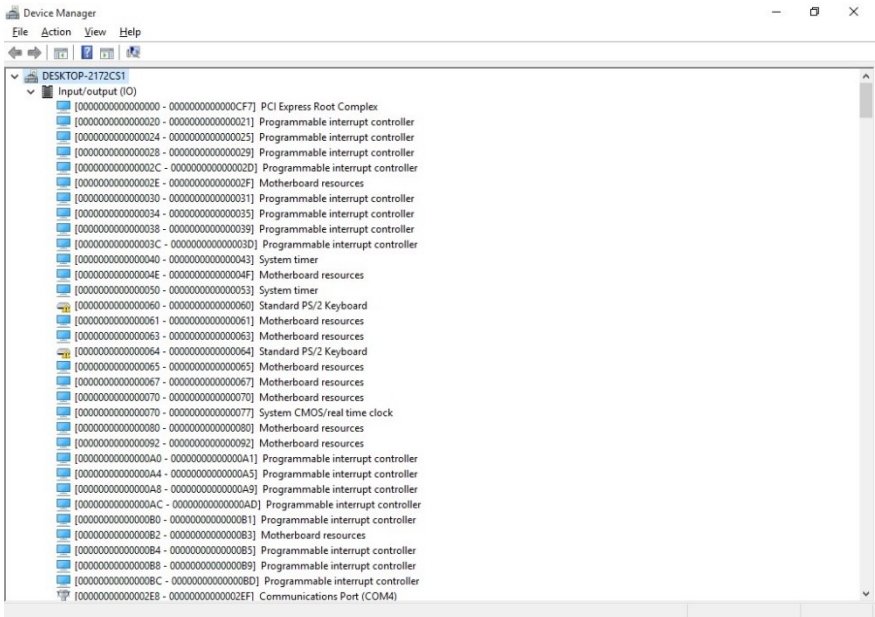 Device Manager
File Action View Help
DESKTOP-2172CS1
Input/output (IO)
[0000000000000000 - 0000000000000CF7] PCI Express Root Complex
[0000000000000020 - 0000000000000021] Programmable interrupt controller
[0000000000000024 - 0000000000000025] Programmable interrupt controller
[0000000000000028 - 0000000000000029] Programmable interrupt controller
[000000000000002C - 000000000000002D] Programmable interrupt controller
[000000000000002E - 000000000000002F] Motherboard resources
[0000000000000030 - 0000000000000031] Programmable interrupt controller
[0000000000000034 - 0000000000000035] Programmable interrupt controller
[0000000000000038 - 0000000000000039] Programmable interrupt controller
[000000000000003C - 000000000000003D] Programmable interrupt controller
[0000000000000040 - 0000000000000043] System timer
[000000000000004E - 000000000000004F] Motherboard resources
[0000000000000050 - 0000000000000053] System timer
[0000000000000060 - 0000000000000060] Standard PS/2 Keyboard
[0000000000000061 - 0000000000000061] Motherboard resources
[0000000000000063 - 0000000000000063] Motherboard resources
[0000000000000064 - 0000000000000064] Standard PS/2 Keyboard
[0000000000000065 - 0000000000000065] Motherboard resources
[0000000000000067 - 0000000000000067] Motherboard resources
[0000000000000070 - 0000000000000070] Motherboard resources
[0000000000000070 - 0000000000000077] System CMOS/real time clock
[0000000000000080 - 0000000000000080] Motherboard resources
[0000000000000092 - 0000000000000092] Motherboard resources
[00000000000000A0 - 00000000000000A1] Programmable interrupt controller
[00000000000000A4 - 00000000000000A5] Programmable interrupt controller
[00000000000000A8 - 00000000000000A9] Programmable interrupt controller
[00000000000000AC - 00000000000000AD] Programmable interrupt controller
[00000000000000B0 - 00000000000000B1] Programmable interrupt controller
[00000000000000B2 - 00000000000000B3] Motherboard resources
[00000000000000B4 - 00000000000000B5] Programmable interrupt controller
[00000000000000B8 - 00000000000000B9] Programmable interrupt controller
[00000000000000BC - 00000000000000BD] Programmable interrupt controller
[00000000000002E8 - 00000000000002EF] Communications Port (COM4)